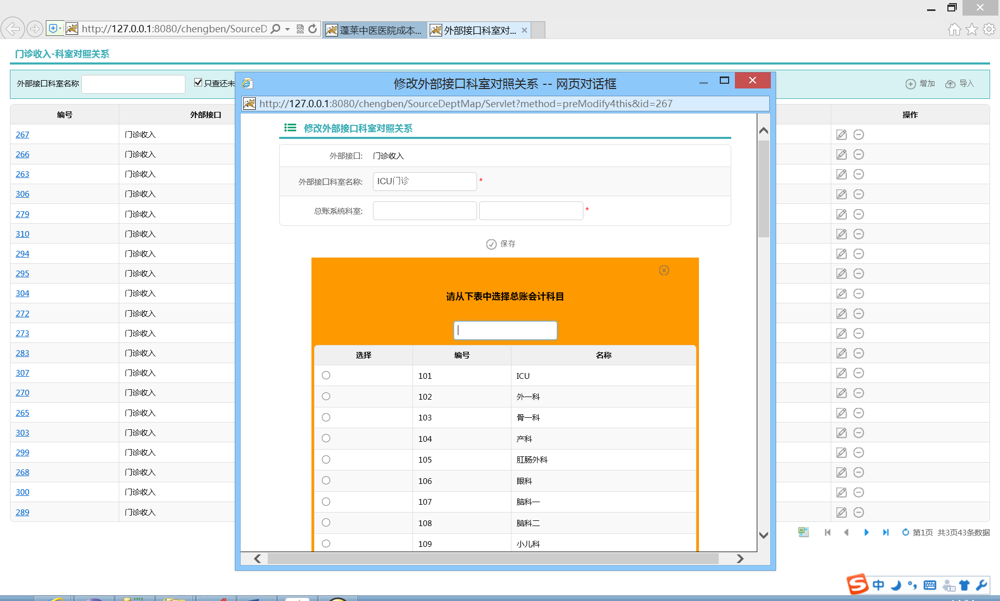 http://127.0.0.1:8080/chengben/SourceD
蓬莱中医医院成本...
外部接口科室对...
门诊收入-科室对照关系
外部接口科室名称
只查还未
增加
导入
编号
外部接口
操作
267 门诊收入
266 门诊收入
263 门诊收入
306 门诊收入
279 门诊收入
310 门诊收入
294 门诊收入
295 门诊收入
304 门诊收入
272 门诊收入
273 门诊收入
283 门诊收入
307 门诊收入
270 门诊收入
265 门诊收入
303 门诊收入
299 门诊收入
268 门诊收入
300 门诊收入
289 门诊收入
第1页 共3页43条数据
修改外部接口科室对照关系 -- 网页对话框
http://127.0.0.1:8080/chengben/SourceDeptMap/Servlet?method=preModify4this&id=267
修改外部接口科室对照关系
外部接口: 门诊收入
外部接口科室名称: ICU门诊 *
总账系统科室: *
保存
请从下表中选择总账会计科目
选择 编号 名称
101 ICU
102 外一科
103 骨一科
104 产科
105 肛肠外科
106 眼科
107 脑科一
108 脑科二
109 小儿科
中